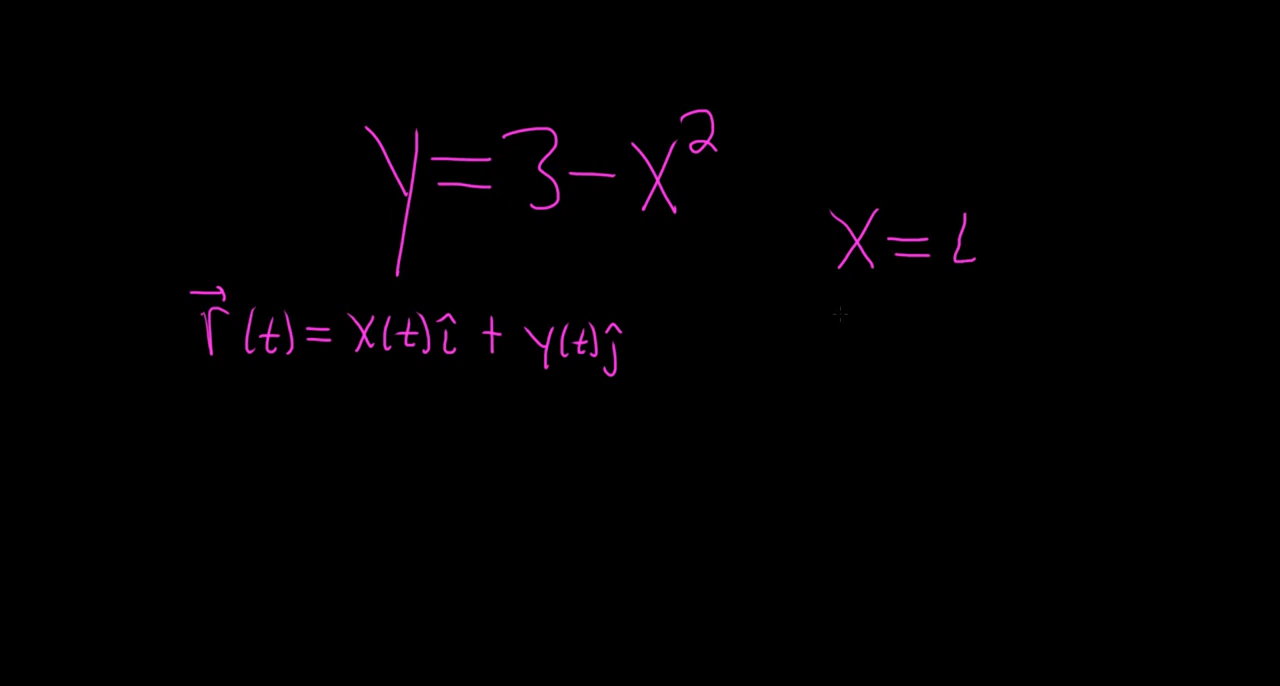 y = 3 - x²
x = L
r⃗(t) = x(t)î + y(t)ĵ